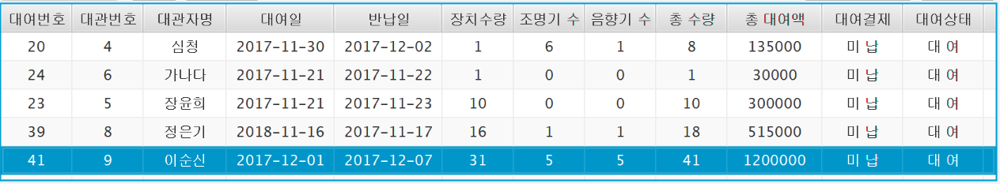 대여번호 대관번호 대관자명 대여일 반납일 장치수량 조명기 수 음향기 수 총 수량 총 대여액 대여결제 대여상태
20 4 심청 2017-11-30 2017-12-02 1 6 1 8 135000 미 납 대 여
24 6 가나다 2017-11-21 2017-11-22 1 0 0 1 30000 미 납 대 여
23 5 장윤희 2017-11-21 2017-11-23 10 0 0 10 300000 미 납 대 여
39 8 정은기 2018-11-16 2017-11-17 16 1 1 18 515000 미 납 대 여
41 9 이순신 2017-12-01 2017-12-07 31 5 5 41 1200000 미 납 대 여